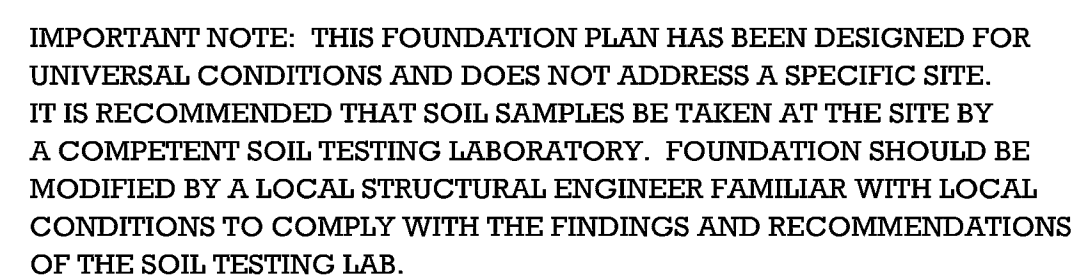 IMPORTANT NOTE:  THIS FOUNDATION PLAN HAS BEEN DESIGNED FOR
UNIVERSAL CONDITIONS AND DOES NOT ADDRESS A SPECIFIC SITE.
IT IS RECOMMENDED THAT SOIL SAMPLES BE TAKEN AT THE SITE BY
A COMPETENT SOIL TESTING LABORATORY.  FOUNDATION SHOULD BE
MODIFIED BY A LOCAL STRUCTURAL ENGINEER FAMILIAR WITH LOCAL
CONDITIONS TO COMPLY WITH THE FINDINGS AND RECOMMENDATIONS
OF THE SOIL TESTING LAB.